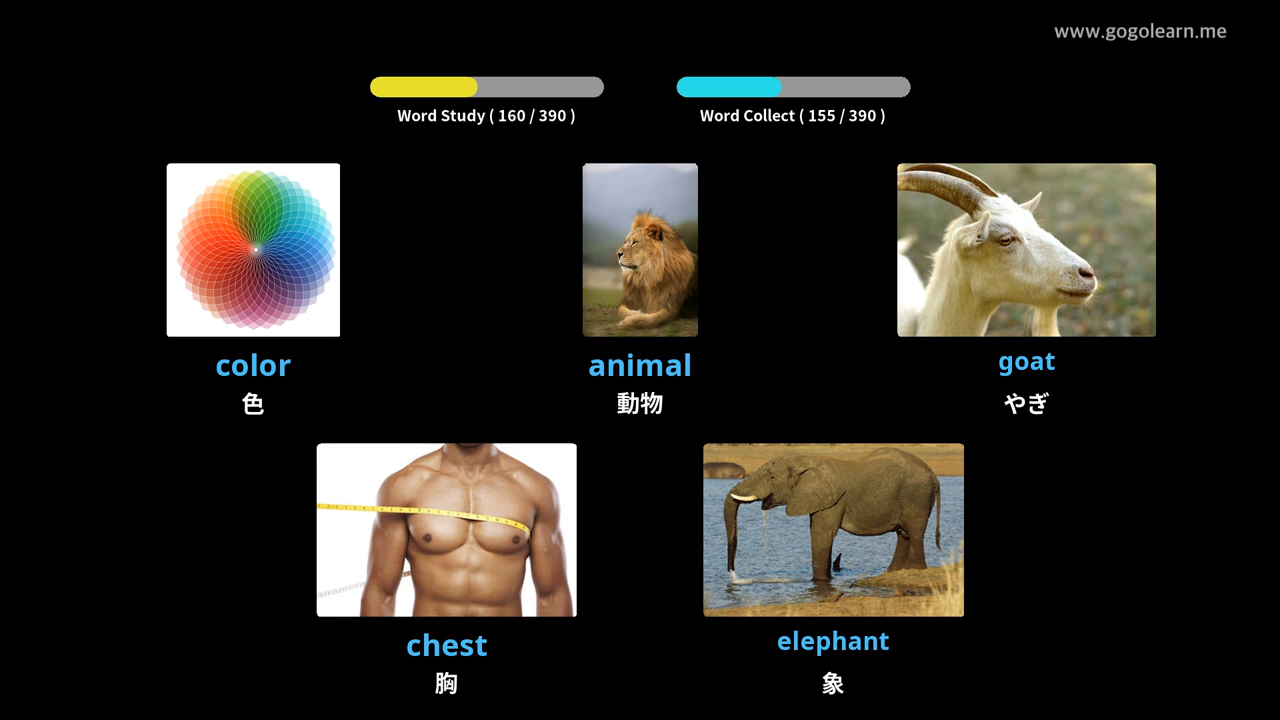 www.gogolearn.me
Word Study ( 160 / 390 )
Word Collect ( 155 / 390 )
color
色
animal
動物
goat
やぎ
chest
胸
elephant
象